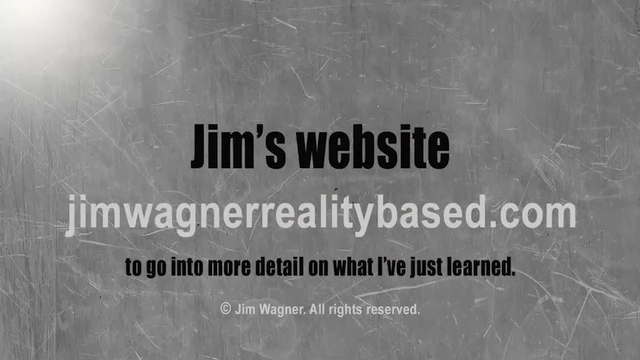 Jim’s website
jimwagnerrealitybased.com
to go into more detail on what I’ve just learned.
© Jim Wagner. All rights reserved.